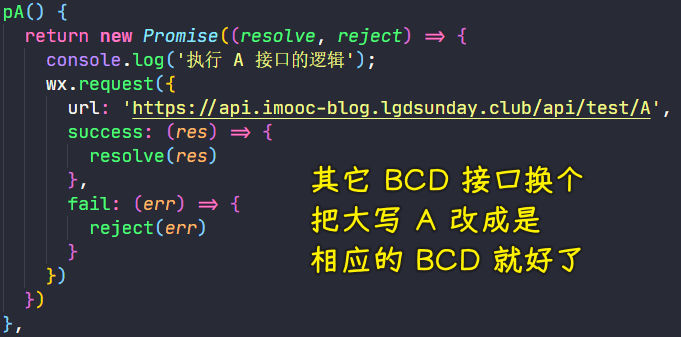 pA() {
return new Promise((resolve, reject) => {
console.log('执行 A 接口的逻辑');
wx.request({
url: 'https://api.imooc-blog.lgdsunday.club/api/test/A',
success: (res) => {
resolve(res)
},
fail: (err) => {
reject(err)
}
})
})
},
其它 BCD 接口换个
把大写 A 改成是
相应的 BCD 就好了